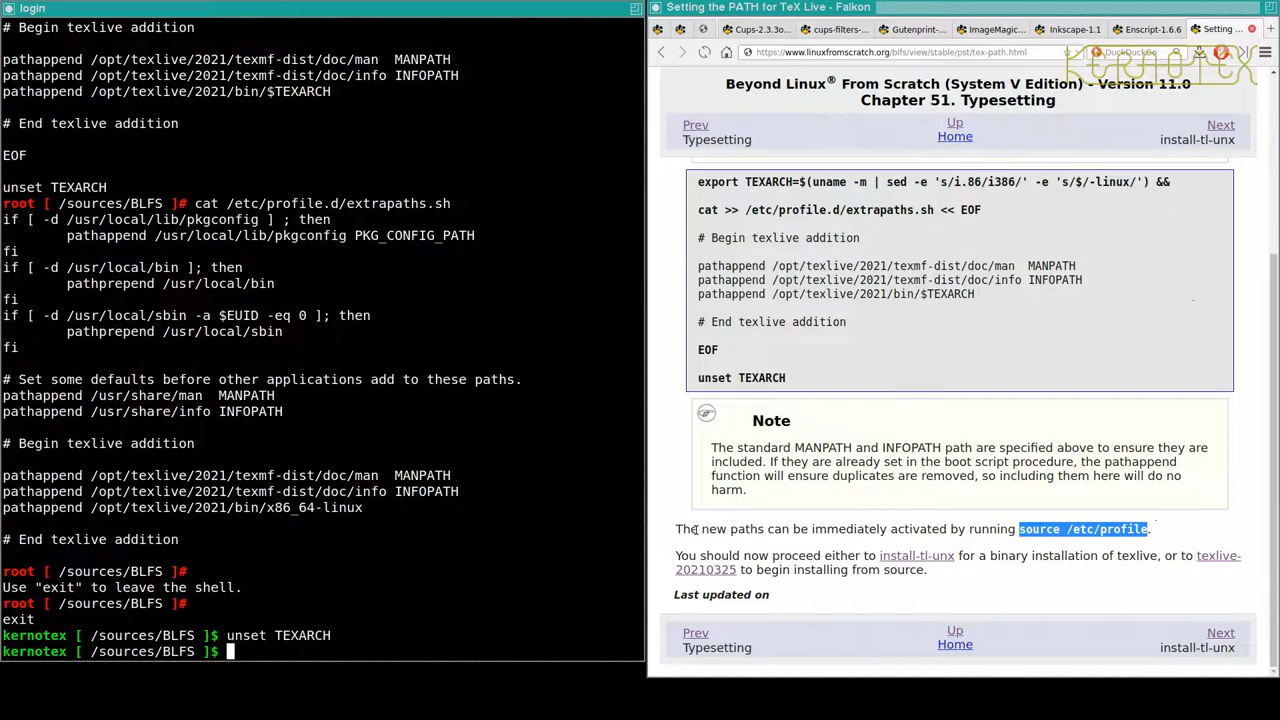 login
# Begin texlive addition
pathappend /opt/texlive/2021/texmf-dist/doc/man  MANPATH
pathappend /opt/texlive/2021/texmf-dist/doc/info INFOPATH
pathappend /opt/texlive/2021/bin/$TEXARCH
# End texlive addition
EOF
unset TEXARCH
root [ /sources/BLFS ]# cat /etc/profile.d/extrapaths.sh
if [ -d /usr/local/lib/pkgconfig ] ; then
        pathappend /usr/local/lib/pkgconfig PKG_CONFIG_PATH
fi
if [ -d /usr/local/bin ]; then
        pathprepend /usr/local/bin
fi
if [ -d /usr/local/sbin -a $EUID -eq 0 ]; then
        pathprepend /usr/local/sbin
fi
# Set some defaults before other applications add to these paths.
pathappend /usr/share/man  MANPATH
pathappend /usr/share/info INFOPATH
# Begin texlive addition
pathappend /opt/texlive/2021/texmf-dist/doc/man  MANPATH
pathappend /opt/texlive/2021/texmf-dist/doc/info INFOPATH
pathappend /opt/texlive/2021/bin/x86_64-linux
# End texlive addition
root [ /sources/BLFS ]#
Use "exit" to leave the shell.
root [ /sources/BLFS ]#
exit
kernotex [ /sources/BLFS ]$ unset TEXARCH
kernotex [ /sources/BLFS ]$
Setting the PATH for TeX Live - Falkon
Cups-2.3.3o... cups-filters-... Gutenprint-... ImageMagic... Inkscape-1.1 Enscript-1.6.6 Setting ...
https://www.linuxfromscratch.org/blfs/view/stable/pst/tex-path.html DuckDuckGo
KERNOTEX
Beyond Linux® From Scratch (System V Edition) - Version 11.0
Chapter 51. Typesetting
Prev Up Next
Typesetting Home install-tl-unx
export TEXARCH=$(uname -m | sed -e 's/i.86/i386/' -e 's/$/-linux/') &&
cat >> /etc/profile.d/extrapaths.sh << EOF
# Begin texlive addition
pathappend /opt/texlive/2021/texmf-dist/doc/man  MANPATH
pathappend /opt/texlive/2021/texmf-dist/doc/info INFOPATH
pathappend /opt/texlive/2021/bin/$TEXARCH
# End texlive addition
EOF
unset TEXARCH
Note
The standard MANPATH and INFOPATH path are specified above to ensure they are
included. If they are already set in the boot script procedure, the pathappend
function will ensure duplicates are removed, so including them here will do no
harm.
The new paths can be immediately activated by running source /etc/profile.
You should now proceed either to install-tl-unx for a binary installation of texlive, or to texlive-
20210325 to begin installing from source.
Last updated on
Prev Up Next
Typesetting Home install-tl-unx